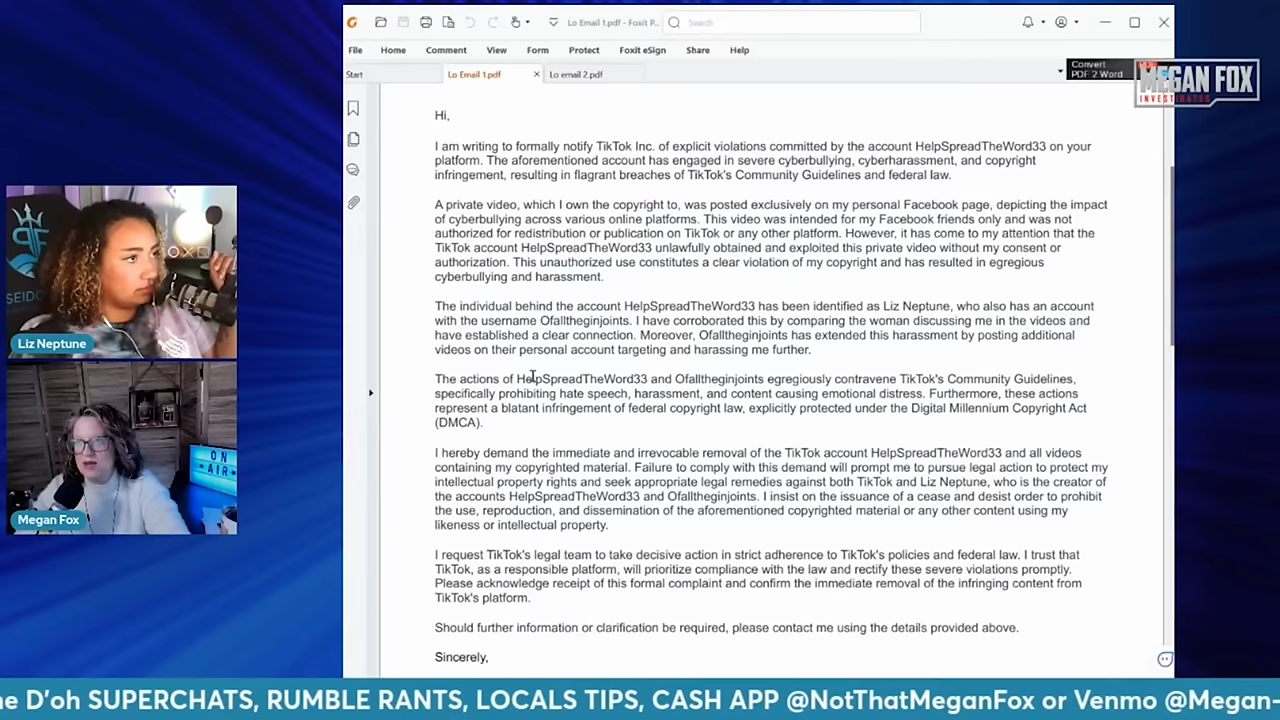 Lo Email 1.pdf - Foxit P...
Search
File Home Comment View Form Protect Foxit eSign Share Help
Start
Lo Email 1.pdf
Lo email 2.pdf
Convert
PDF 2 Word
MEGAN FOX
INVESTIGATES
Hi,
I am writing to formally notify TikTok Inc. of explicit violations committed by the account HelpSpreadTheWord33 on your
platform. The aforementioned account has engaged in severe cyberbullying, cyberharassment, and copyright
infringement, resulting in flagrant breaches of TikTok's Community Guidelines and federal law.
A private video, which I own the copyright to, was posted exclusively on my personal Facebook page, depicting the impact
of cyberbullying across various online platforms. This video was intended for my Facebook friends only and was not
authorized for redistribution or publication on TikTok or any other platform. However, it has come to my attention that the
TikTok account HelpSpreadTheWord33 unlawfully obtained and exploited this private video without my consent or
authorization. This unauthorized use constitutes a clear violation of my copyright and has resulted in egregious
cyberbullying and harassment.
The individual behind the account HelpSpreadTheWord33 has been identified as Liz Neptune, who also has an account
with the username Ofalltheginjoints. I have corroborated this by comparing the woman discussing me in the videos and
have established a clear connection. Moreover, Ofalltheginjoints has extended this harassment by posting additional
videos on their personal account targeting and harassing me further.
The actions of HelpSpreadTheWord33 and Ofalltheginjoints egregiously contravene TikTok's Community Guidelines,
specifically prohibiting hate speech, harassment, and content causing emotional distress. Furthermore, these actions
represent a blatant infringement of federal copyright law, explicitly protected under the Digital Millennium Copyright Act
(DMCA).
I hereby demand the immediate and irrevocable removal of the TikTok account HelpSpreadTheWord33 and all videos
containing my copyrighted material. Failure to comply with this demand will prompt me to pursue legal action to protect my
intellectual property rights and seek appropriate legal remedies against both TikTok and Liz Neptune, who is the creator of
the accounts HelpSpreadTheWord33 and Ofalltheginjoints. I insist on the issuance of a cease and desist order to prohibit
the use, reproduction, and dissemination of the aforementioned copyrighted material or any other content using my
likeness or intellectual property.
I request TikTok's legal team to take decisive action in strict adherence to TikTok's policies and federal law. I trust that
TikTok, as a responsible platform, will prioritize compliance with the law and rectify these severe violations promptly.
Please acknowledge receipt of this formal complaint and confirm the immediate removal of the infringing content from
TikTok's platform.
Should further information or clarification be required, please contact me using the details provided above.
Sincerely,
Liz Neptune
ON
AIR
Megan Fox
ne D'oh SUPERCHATS, RUMBLE RANTS, LOCALS TIPS, CASH APP @NotThatMeganFox or Venmo @Megan-